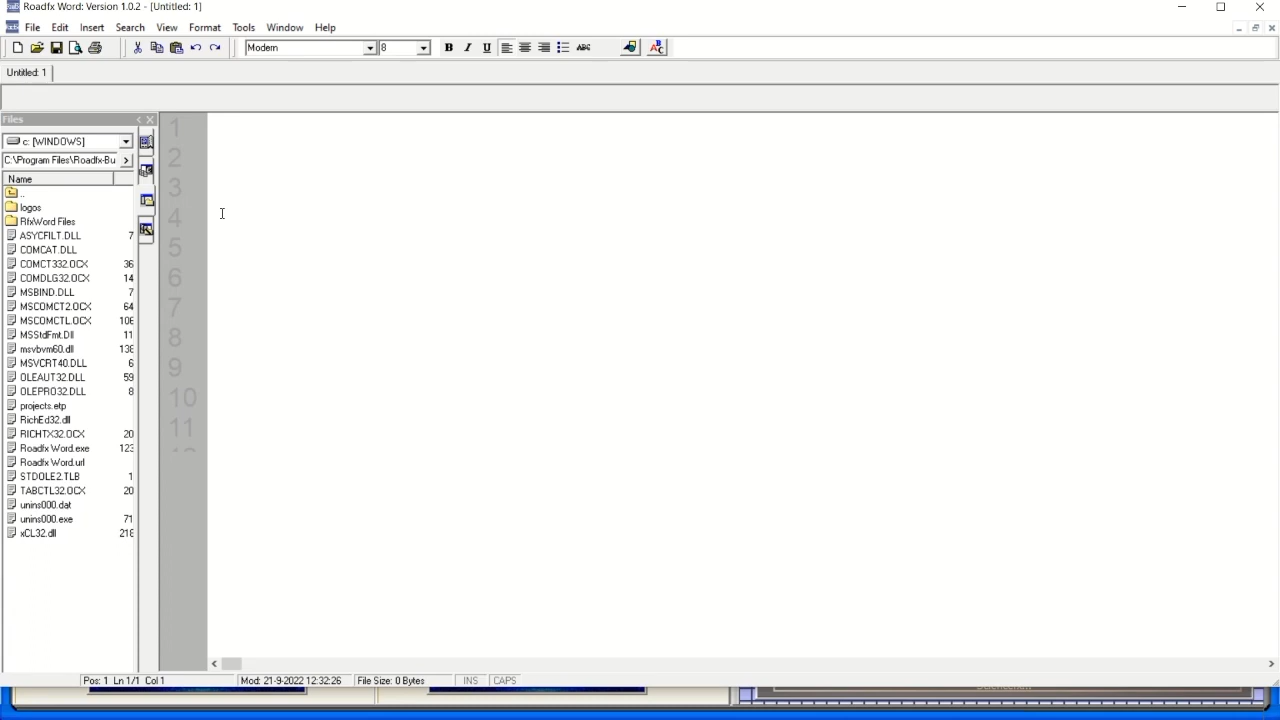 Roadfx Word: Version 1.0.2 - [Untitled: 1]
File Edit Insert Search View Format Tools Window Help
Modern 8 B I U ABC
Untitled: 1
Files
c: [WINDOWS]
C:\Program Files\Roadfx-Bu
Name
..
logos
RfxWord Files
ASYCFILT.DLL 7
COMCAT.DLL
COMCT332.OCX 36
COMDLG32.OCX 14
MSBIND.DLL 7
MSCOMCT2.OCX 64
MSCOMCTL.OCX 106
MSStdFmt.Dll 11
msvbvm60.dll 138
MSVCRT40.DLL 6
OLEAUT32.DLL 59
OLEPRO32.DLL 8
projects.etp
RichEd32.dll
RICHTX32.OCX 20
Roadfx Word.exe 123
Roadfx Word.url
STDOLE2.TLB 1
TABCTL32.OCX 20
unins000.dat
unins000.exe 71
xCL32.dll 216
1
2
3
4
5
6
7
8
9
10
11
Pos: 1 Ln 1/1 Col 1 Mod: 21-9-2022 12:32:26 File Size: 0 Bytes INS CAPS